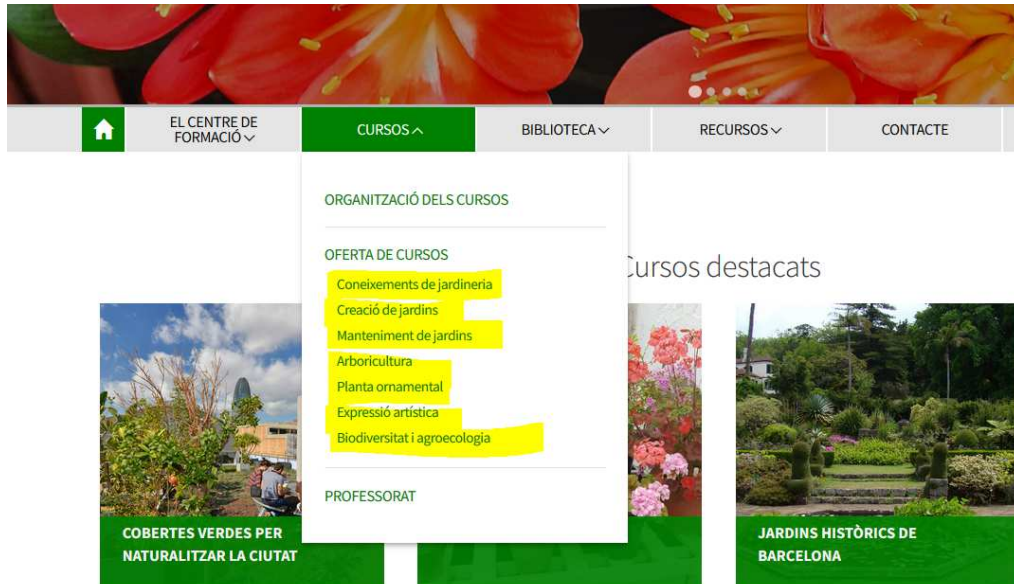 EL CENTRE DE
FORMACIÓ
CURSOS
BIBLIOTECA
RECURSOS
CONTACTE
ORGANITZACIÓ DELS CURSOS
OFERTA DE CURSOS
Coneixements de jardineria
Creació de jardins
Manteniment de jardins
Arboricultura
Planta ornamental
Expressió artística
Biodiversitat i agroecologia
PROFESSORAT
Cursos destacats
COBERTES VERDES PER
NATURALITZAR LA CIUTAT
JARDINS HISTÒRICS DE
BARCELONA